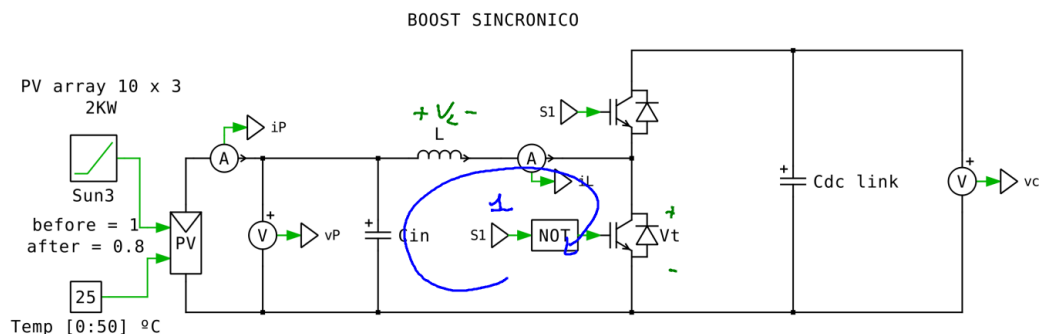 BOOST SINCRONICO
PV array 10 x 3
2KW
iP
S1
+ VL -
L
A
A
iL
Sun3
1
before = 1
after = 0.8
PV
+
V
vP
+
Cin
S1
NOT
+
Vt
-
+
Cdc link
+
V
vc
25
Temp [0:50] ºC